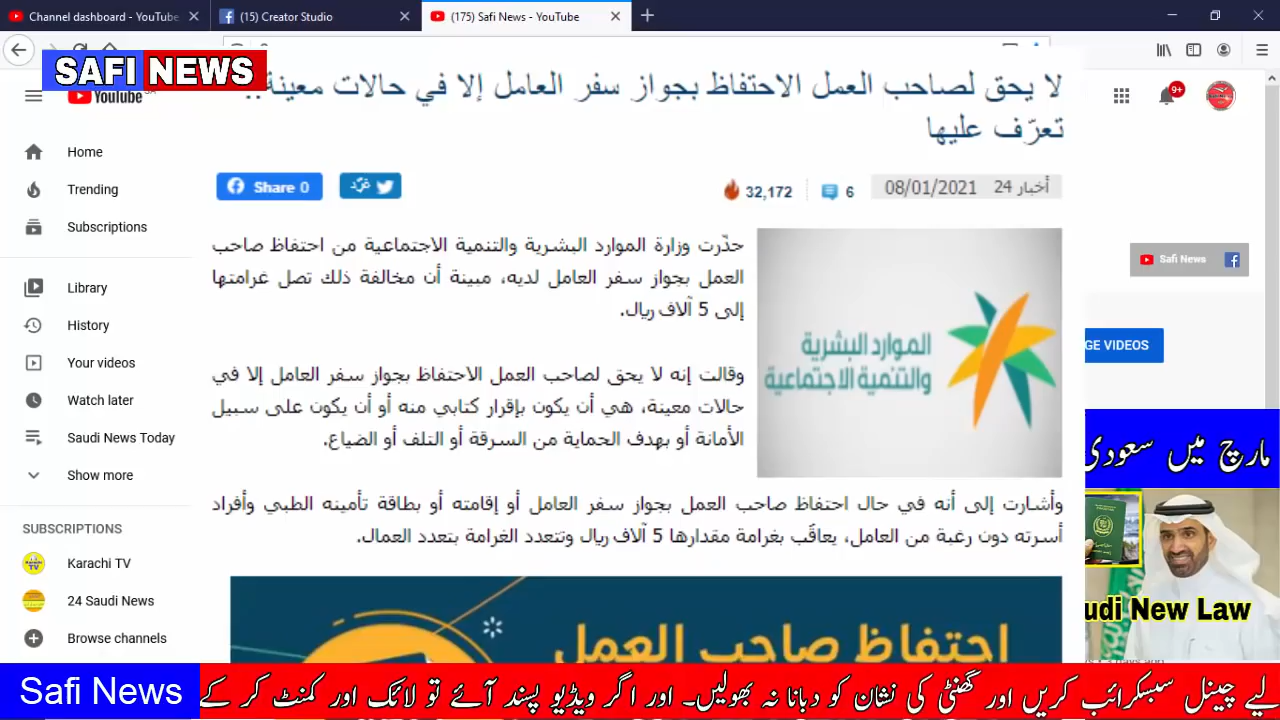 Channel dashboard - YouTube
(15) Creator Studio
(175) Safi News - YouTube
SAFI NEWS
YouTube
Home
Trending
Subscriptions
Library
History
Your videos
Watch later
Saudi News Today
Show more
SUBSCRIPTIONS
Karachi TV
24 Saudi News
Browse channels
لا يحق لصاحب العمل الاحتفاظ بجواز سفر العامل إلا في حالات معينة..
تعرّف عليها
Share 0
غرّد
32,172
6
08/01/2021
أخبار 24
حذّرت وزارة الموارد البشرية والتنمية الاجتماعية من احتفاظ صاحب
العمل بجواز سفر العامل لديه، مبينة أن مخالفة ذلك تصل غرامتها
إلى 5 آلاف ريال.
وقالت إنه لا يحق لصاحب العمل الاحتفاظ بجواز سفر العامل إلا في
حالات معينة، هي أن يكون بإقرار كتابي منه أو أن يكون على سبيل
الأمانة أو بهدف الحماية من السرقة أو التلف أو الضياع.
الموارد البشرية
والتنمية الاجتماعية
وأشارت إلى أنه في حال احتفاظ صاحب العمل بجواز سفر العامل أو إقامته أو بطاقة تأمينه الطبي وأفراد
أسرته دون رغبة من العامل، يعاقَب بغرامة مقدارها 5 آلاف ريال وتتعدد الغرامة بتعدد العمال.
احتفاظ صاحب العمل
9+
Safi News
GE VIDEOS
مارچ میں سعودی
udi New Law
Safi News
لیے چینل سبسکرائب کریں اور گھنٹی کی نشان کو دبانا نہ بھولیں۔ اور اگر ویڈیو پسند آئے تو لائک اور کمنٹ کر کے